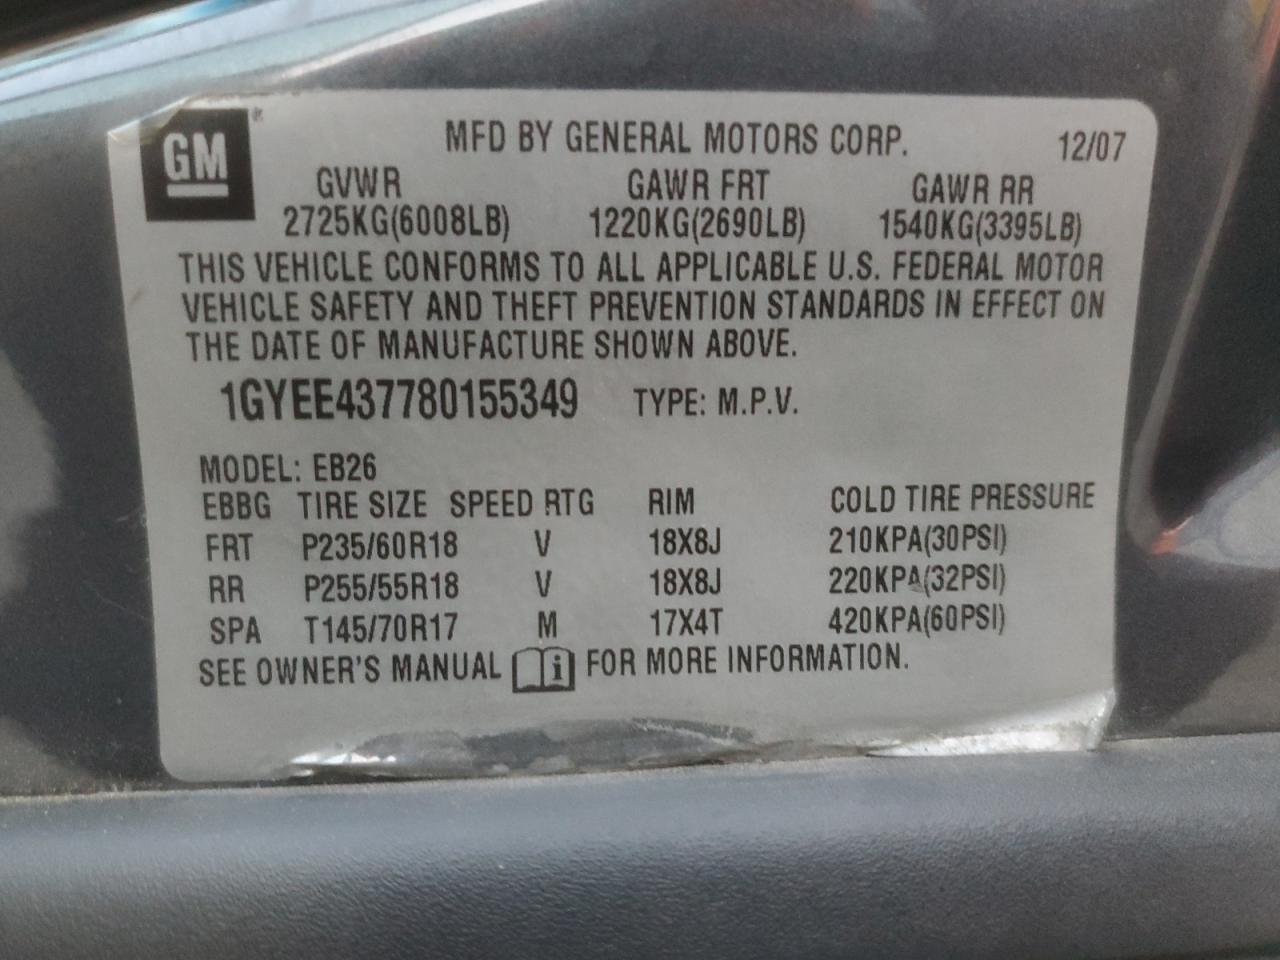 GM ®
MFD BY GENERAL MOTORS CORP. 12/07
GVWR GAWR FRT GAWR RR
2725KG(6008LB) 1220KG(2690LB) 1540KG(3395LB)
THIS VEHICLE CONFORMS TO ALL APPLICABLE U.S. FEDERAL MOTOR
VEHICLE SAFETY AND THEFT PREVENTION STANDARDS IN EFFECT ON
THE DATE OF MANUFACTURE SHOWN ABOVE.
1GYEE437780155349 TYPE: M.P.V.
MODEL: EB26
EBBG TIRE SIZE SPEED RTG RIM COLD TIRE PRESSURE
FRT P235/60R18 V 18X8J 210KPA(30PSI)
RR P255/55R18 V 18X8J 220KPA(32PSI)
SPA T145/70R17 M 17X4T 420KPA(60PSI)
SEE OWNER'S MANUAL i FOR MORE INFORMATION.